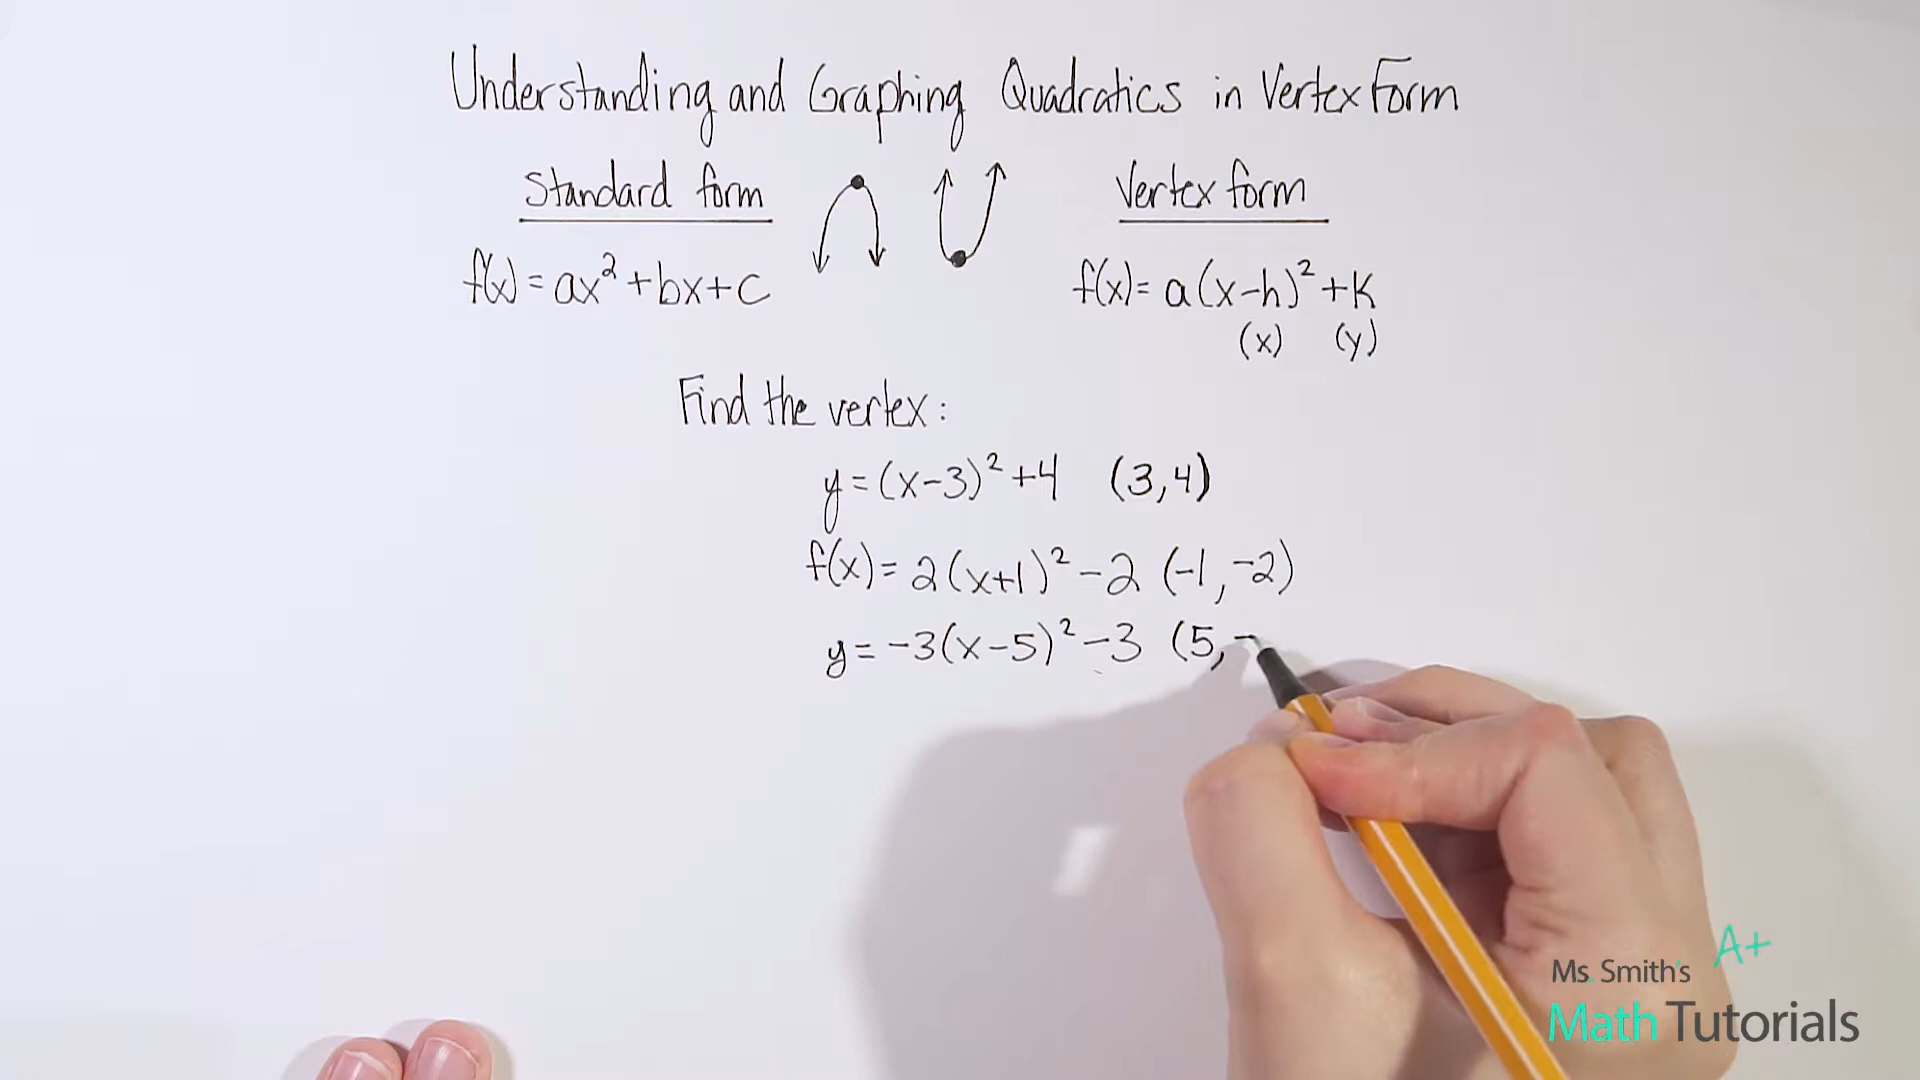 Understanding and Graphing Quadratics in Vertex Form
Standard form
Vertex form
f(x) = ax² + bx + c
f(x) = a(x-h)² + k
(x) (y)
Find the vertex:
y = (x-3)² + 4 (3,4)
f(x) = 2(x+1)² - 2 (-1,-2)
y = -3(x-5)² - 3 (5,-
A+
Ms. Smith's
Math Tutorials